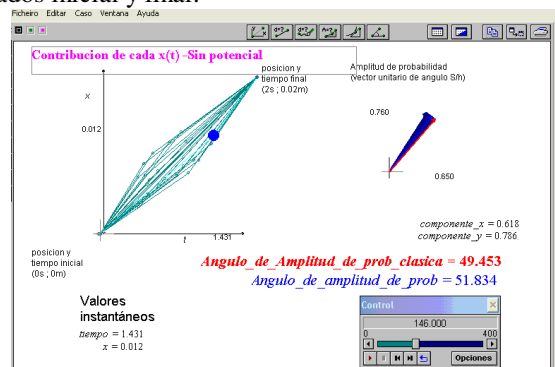 ados inicial y final.
Ficheiro Editar Caso Ventana Ayuda
Contribucion de cada x(t) -Sin potencial
posicion y
tiempo final
(2s ; 0.02m)
Amplitud de probabilidad
(vector unitario de angulo S/h)
x
0.012
0.760
0.650
t
1.431
componente_x = 0.618
componente_y = 0.786
posicion y
tiempo inicial
(0s ; 0m)
Angulo_de_Amplitud_de_prob_clasica = 49.453
Angulo_de_amplitud_de_prob = 51.834
Valores
instantáneos
tiempo = 1.431
x = 0.012
Control
146.000
0 400
Opciones